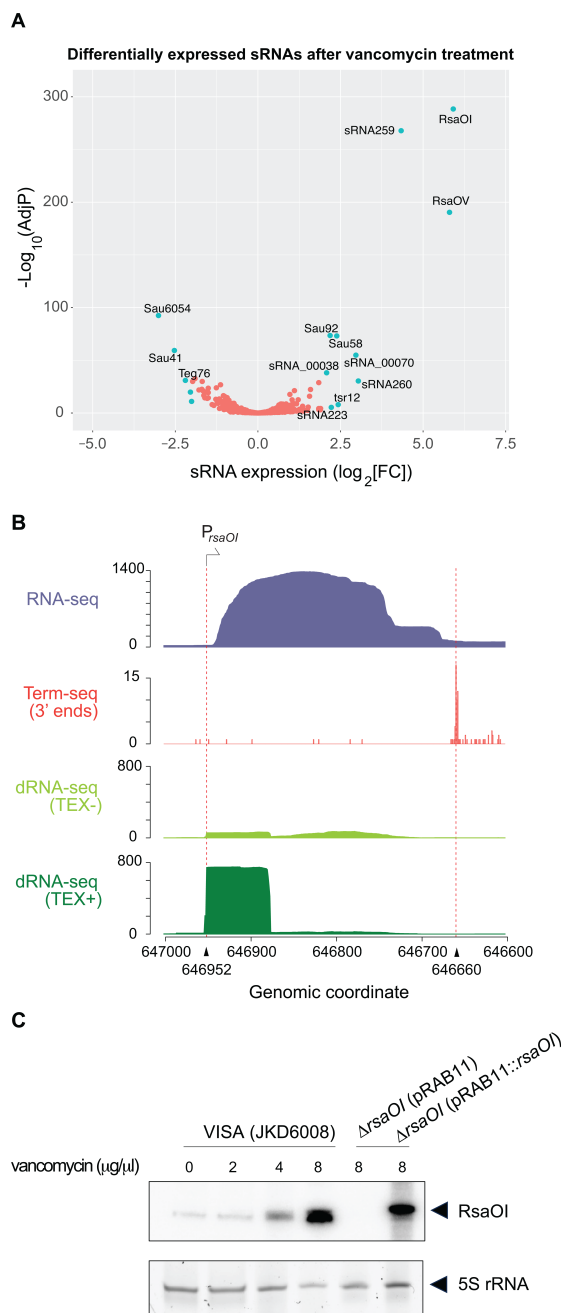 A
Differentially expressed sRNAs after vancomycin treatment
300
200
100
0
-Log10(AdjP)
RsaOI
sRNA259
RsaOV
Sau6054
Sau92
Sau58
Sau41
sRNA_00038
sRNA_00070
Teg76
sRNA260
tsr12
sRNA223
−5.0 −2.5 0.0 2.5 5.0 7.5
sRNA expression (log2[FC])
B
PrsaOI
1400
RNA-seq
0
15
Term-seq
(3' ends)
0
800
dRNA-seq
(TEX-)
0
800
dRNA-seq
(TEX+)
0
647000 646900 646800 646700 646600
646952 646660
Genomic coordinate
C
ΔrsaOI (pRAB11)
ΔrsaOI (pRAB11::rsaOI)
VISA (JKD6008)
vancomycin (μg/μl) 0 2 4 8 8 8
RsaOI
5S rRNA